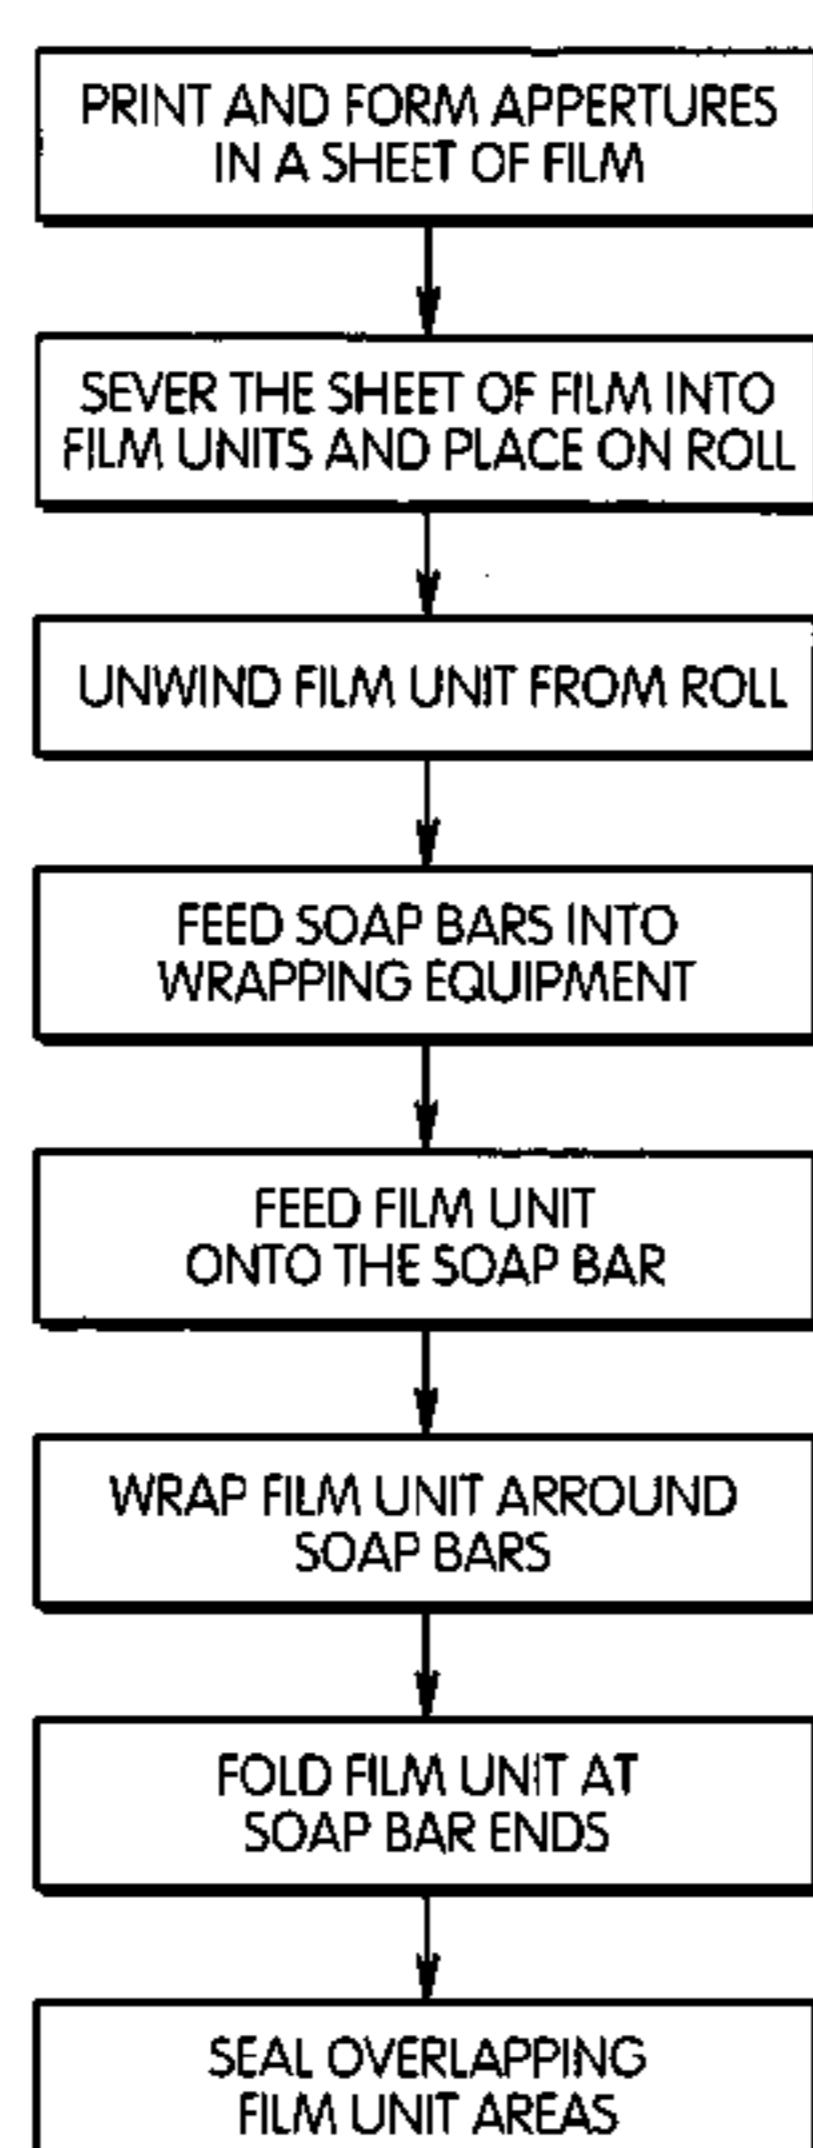 PRINT AND FORM APPERTURES
IN A SHEET OF FILM
SEVER THE SHEET OF FILM INTO
FILM UNITS AND PLACE ON ROLL
UNWIND FILM UNIT FROM ROLL
FEED SOAP BARS INTO
WRAPPING EQUIPMENT
FEED FILM UNIT
ONTO THE SOAP BAR
WRAP FILM UNIT ARROUND
SOAP BARS
FOLD FILM UNIT AT
SOAP BAR ENDS
SEAL OVERLAPPING
FILM UNIT AREAS